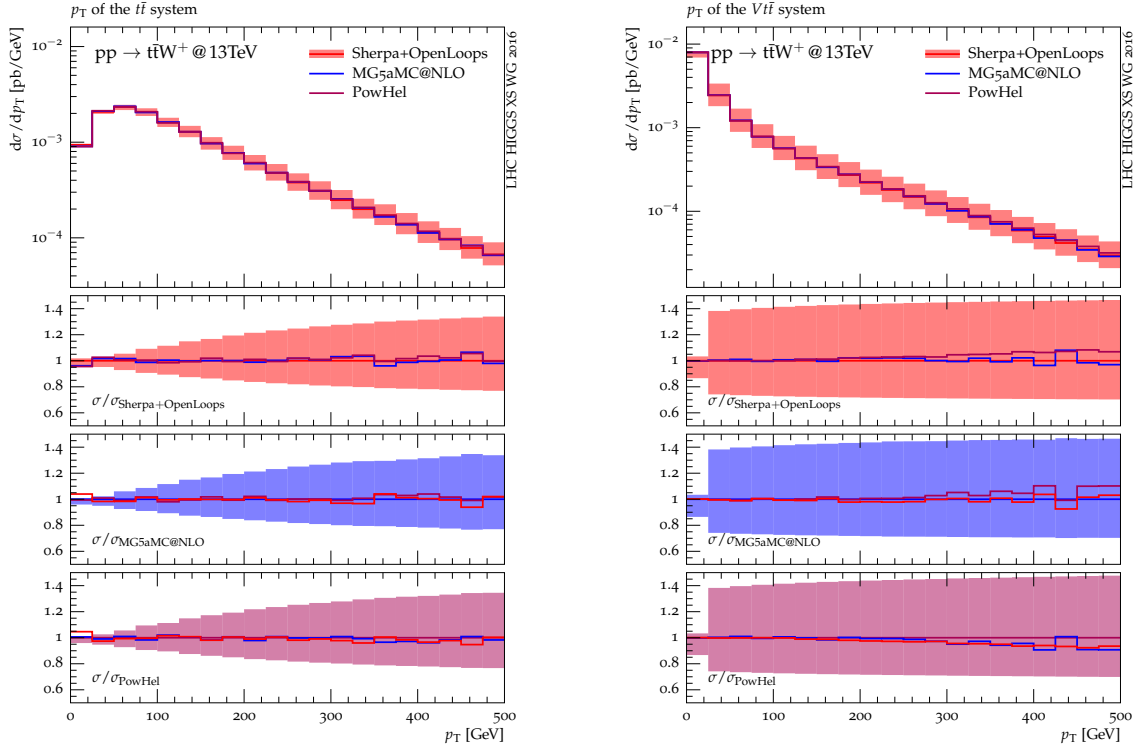 p_T of the tt̄ system
pp → tt̄W⁺ @ 13TeV
Sherpa+OpenLoops
MG5aMC@NLO
PowHel
LHC HIGGS XS WG 2016
dσ/dp_T [pb/GeV]
10⁻²
10⁻³
10⁻⁴
1.4
1.2
1
0.8
0.6
σ/σ_Sherpa+OpenLoops
1.4
1.2
1
0.8
0.6
σ/σ_MG5aMC@NLO
1.4
1.2
1
0.8
0.6
σ/σ_PowHel
0 100 200 300 400 500
p_T [GeV]
p_T of the Vtt̄ system
pp → tt̄W⁺ @ 13TeV
Sherpa+OpenLoops
MG5aMC@NLO
PowHel
LHC HIGGS XS WG 2016
dσ/dp_T [pb/GeV]
10⁻²
10⁻³
10⁻⁴
1.4
1.2
1
0.8
0.6
σ/σ_Sherpa+OpenLoops
1.4
1.2
1
0.8
0.6
σ/σ_MG5aMC@NLO
1.4
1.2
1
0.8
0.6
σ/σ_PowHel
0 100 200 300 400 500
p_T [GeV]